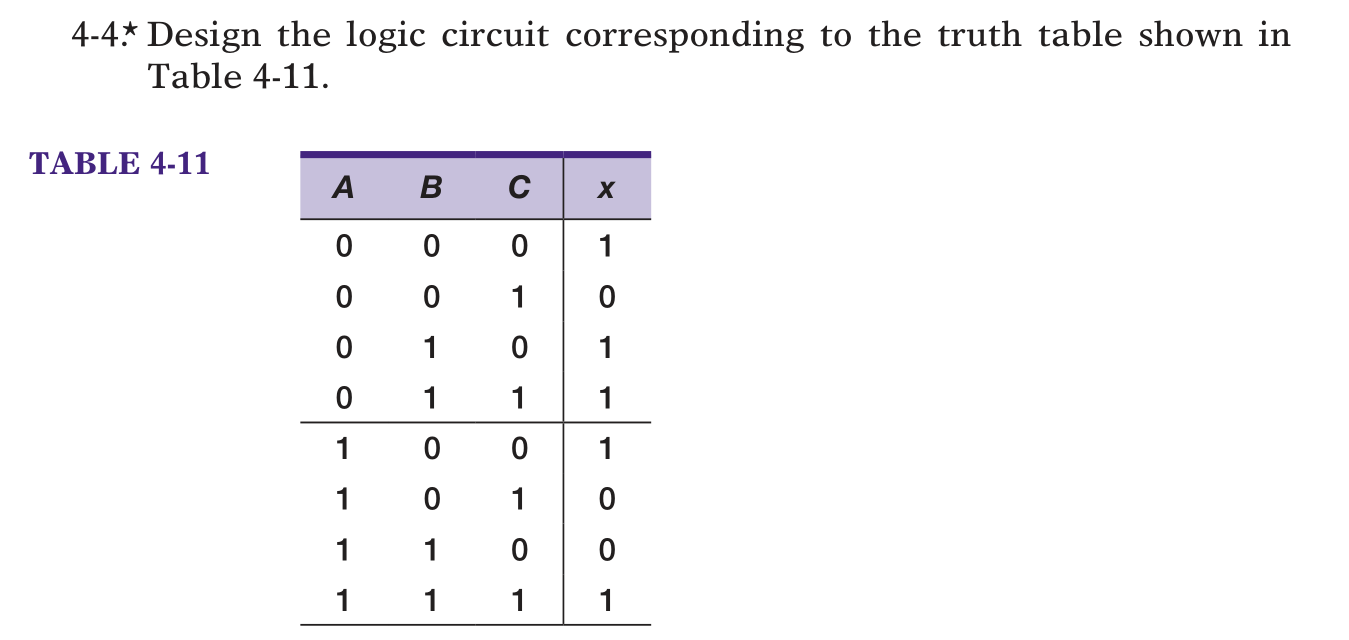 4-4.* Design the logic circuit corresponding to the truth table shown in
Table 4-11.
TABLE 4-11
A B C x
0 0 0 1
0 0 1 0
0 1 0 1
0 1 1 1
1 0 0 1
1 0 1 0
1 1 0 0
1 1 1 1